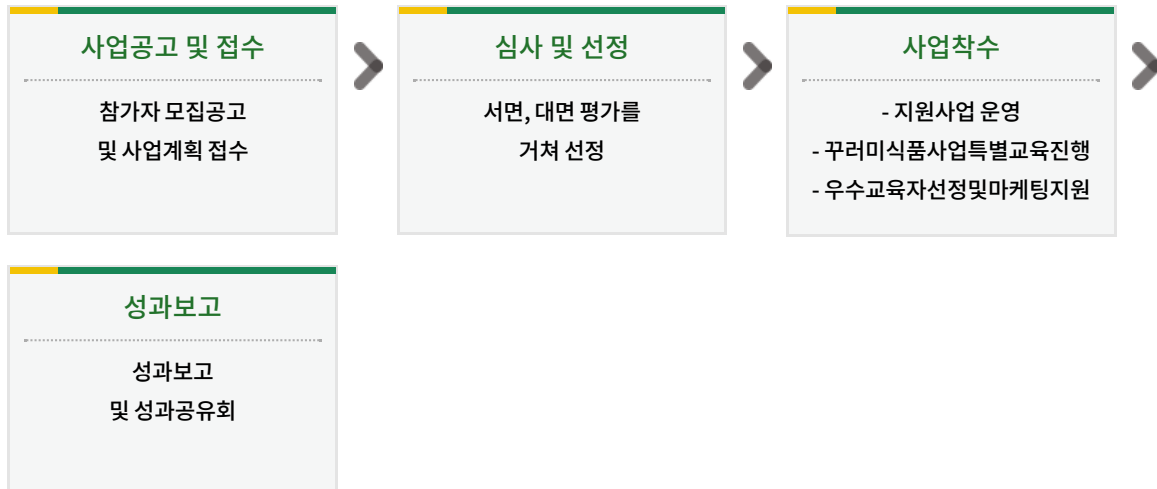 사업공고 및 접수
참가자 모집공고
및 사업계획 접수
심사 및 선정
서면, 대면 평가를
거쳐 선정
사업착수
- 지원사업 운영
- 꾸러미식품사업특별교육진행
- 우수교육자선정및마케팅지원
성과보고
성과보고
및 성과공유회